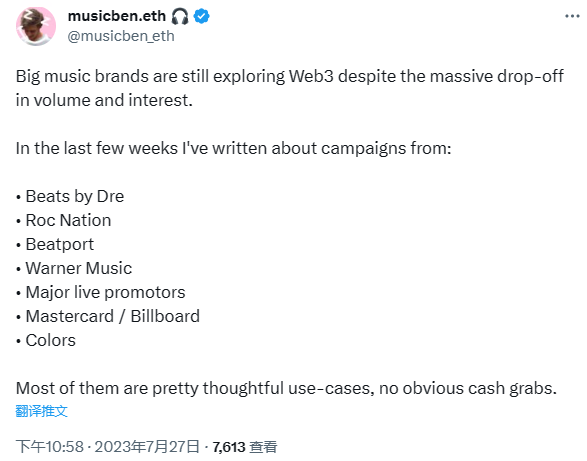 musicben.eth 🎧
@musicben_eth
Big music brands are still exploring Web3 despite the massive drop-off
in volume and interest.
In the last few weeks I've written about campaigns from:
• Beats by Dre
• Roc Nation
• Beatport
• Warner Music
• Major live promotors
• Mastercard / Billboard
• Colors
Most of them are pretty thoughtful use-cases, no obvious cash grabs.
翻译推文
下午10:58 · 2023年7月27日 · 7,613 查看